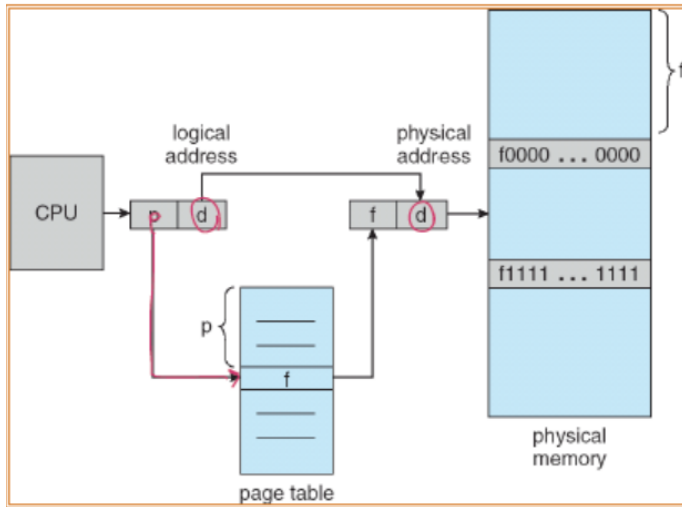 logical
address
physical
address
f
f0000 ... 0000
CPU
p
d
f
d
f1111 ... 1111
p
f
physical
memory
page table